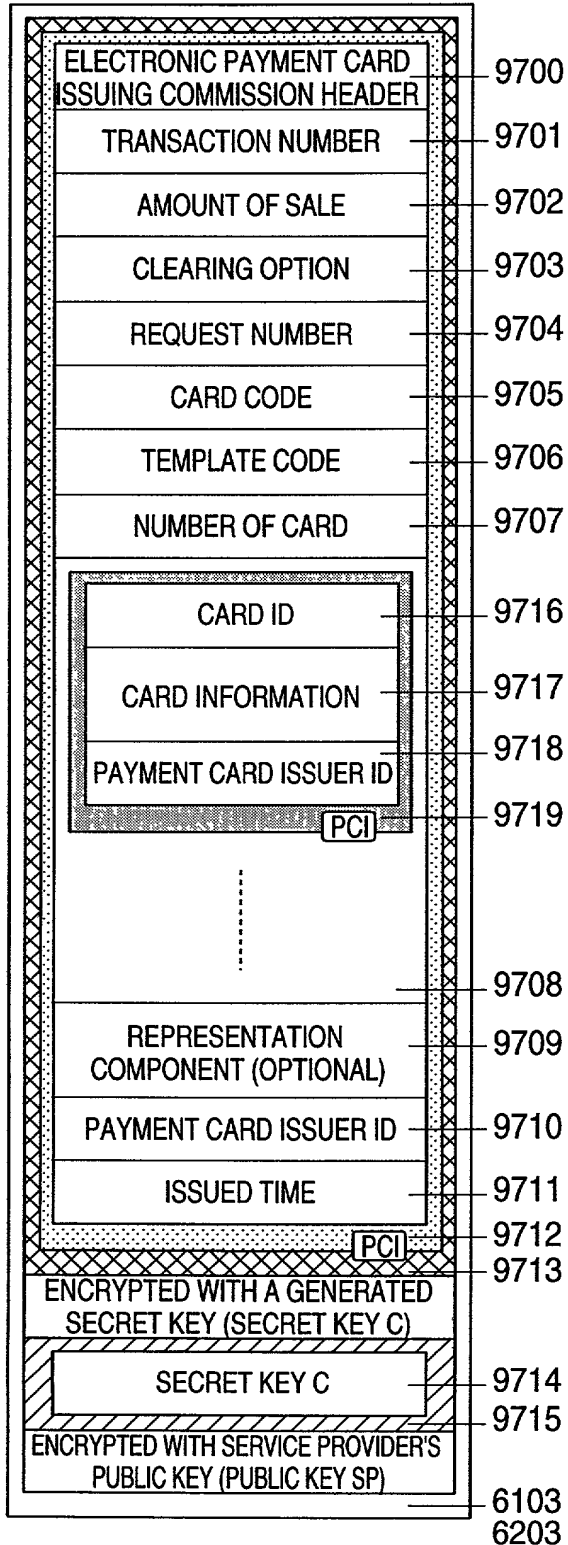 ELECTRONIC PAYMENT CARD
ISSUING COMMISSION HEADER
9700
TRANSACTION NUMBER
9701
AMOUNT OF SALE
9702
CLEARING OPTION
9703
REQUEST NUMBER
9704
CARD CODE
9705
TEMPLATE CODE
9706
NUMBER OF CARD
9707
CARD ID
9716
CARD INFORMATION
9717
PAYMENT CARD ISSUER ID
9718
PCI
9719
9708
REPRESENTATION
COMPONENT (OPTIONAL)
9709
PAYMENT CARD ISSUER ID
9710
ISSUED TIME
9711
PCI
9712
9713
ENCRYPTED WITH A GENERATED
SECRET KEY (SECRET KEY C)
SECRET KEY C
9714
9715
ENCRYPTED WITH SERVICE PROVIDER'S
PUBLIC KEY (PUBLIC KEY SP)
6103
6203